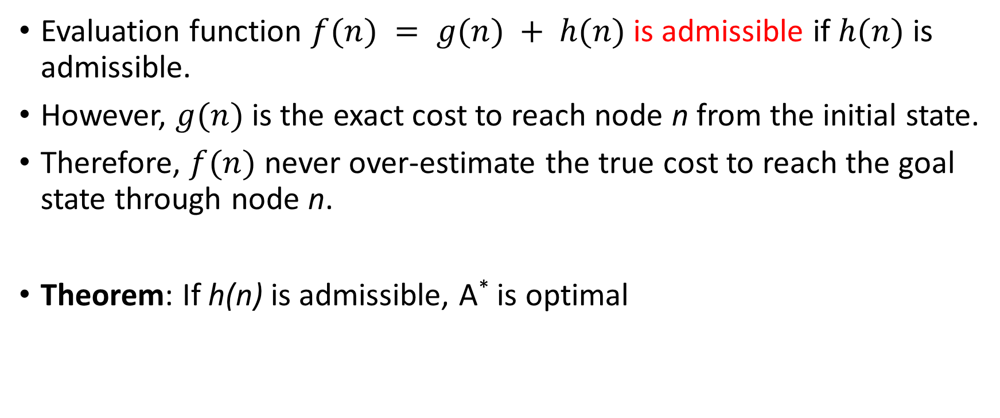 • Evaluation function f(n) = g(n) + h(n) is admissible if h(n) is
admissible.
• However, g(n) is the exact cost to reach node n from the initial state.
• Therefore, f(n) never over-estimate the true cost to reach the goal
state through node n.
• Theorem: If h(n) is admissible, A* is optimal